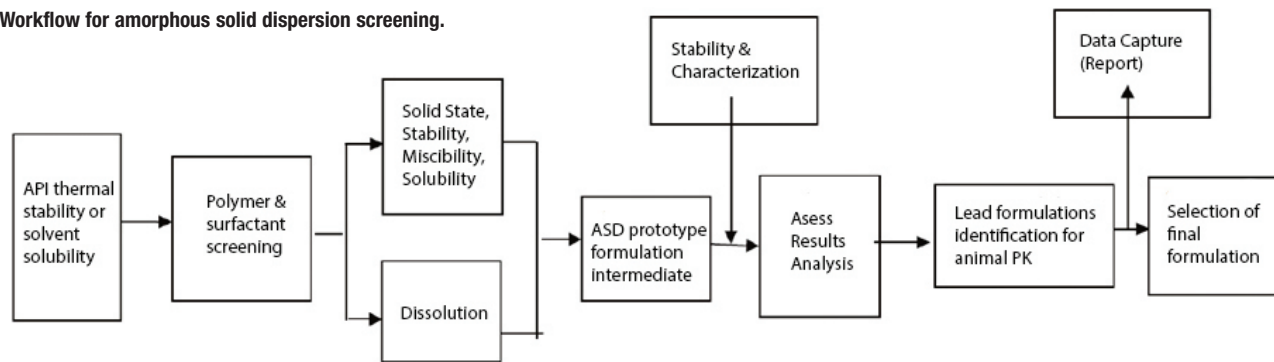 Workflow for amorphous solid dispersion screening.
API thermal
stability or
solvent
solubility
Polymer &
surfactant
screening
Solid State,
Stability,
Miscibility,
Solubility
Dissolution
ASD prototype
formulation
intermediate
Stability &
Characterization
Asess
Results
Analysis
Lead formulations
identification for
animal PK
Data Capture
(Report)
Selection of
final
formulation